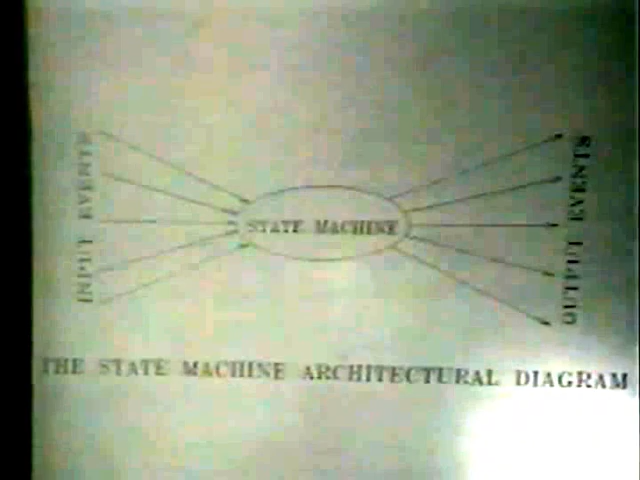 INPUT EVENTS
STATE MACHINE
OUTPUT EVENTS
THE STATE MACHINE ARCHITECTURAL DIAGRAM